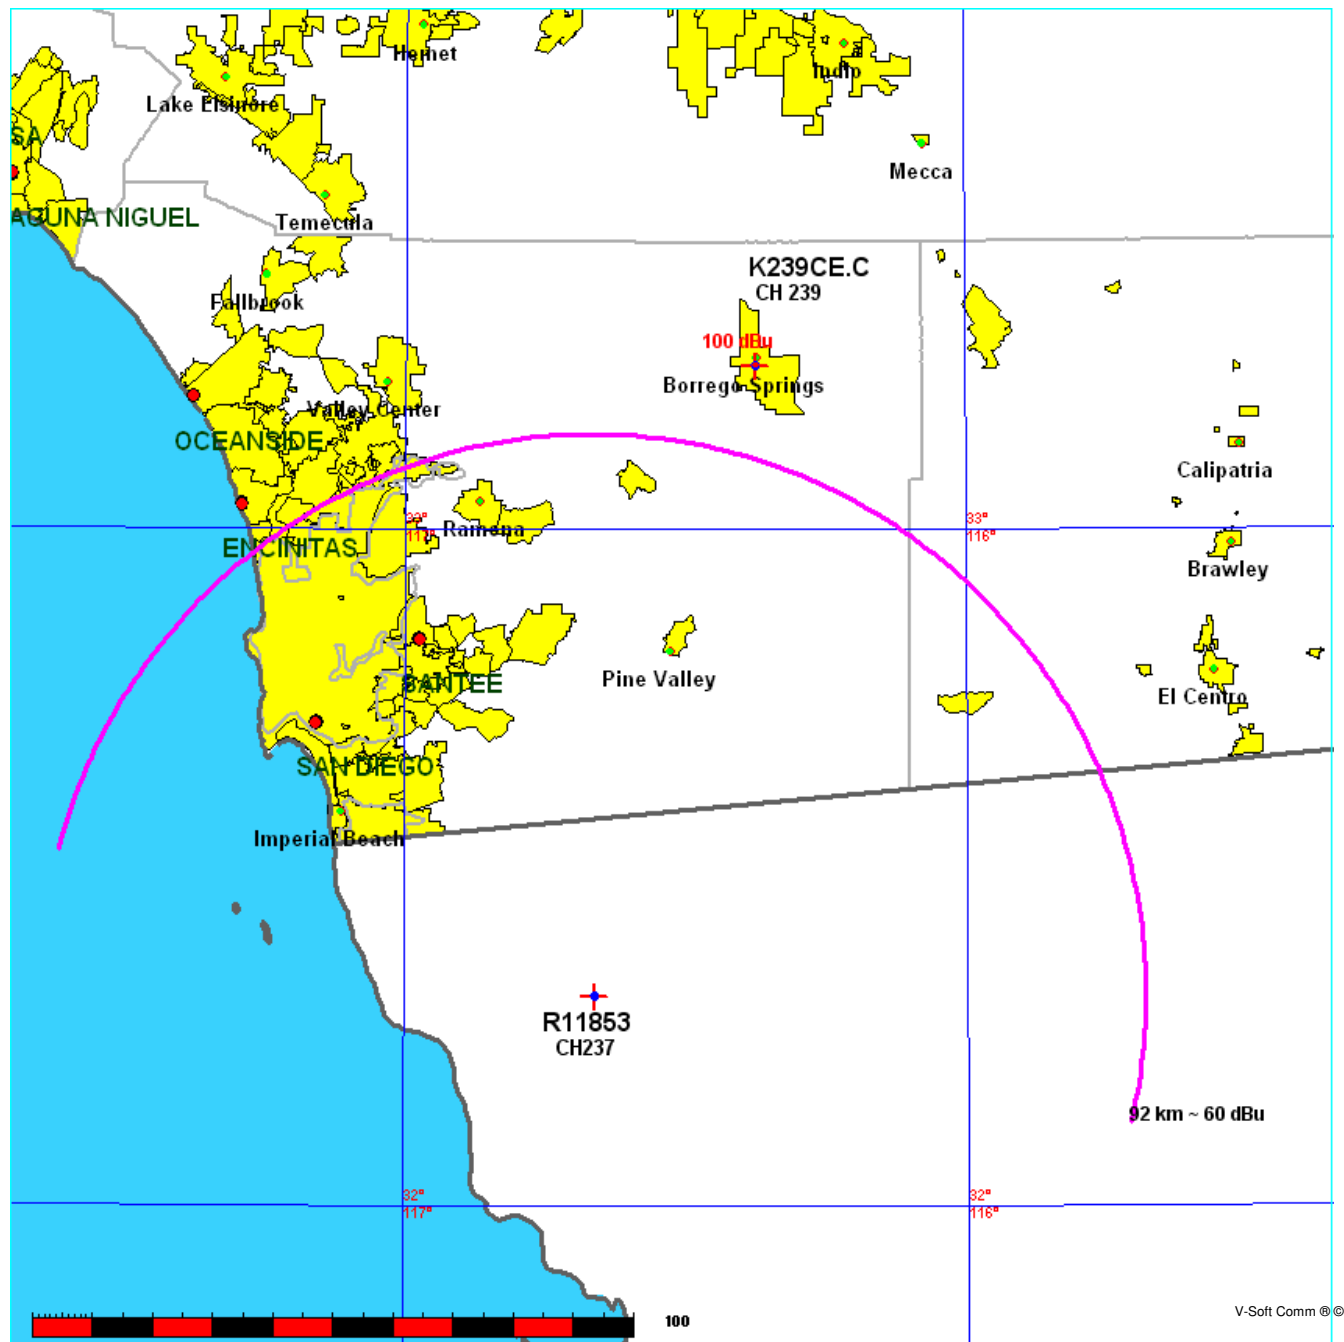 Hemet
Indio
Lake Elsinore
SA
Mecca
AGUNA NIGUEL
Temecula
K239CE.C
CH 239
Fallbrook
100 dBu
Borrego Springs
Valley Center
OCEANSIDE
Calipatria
33°
117°
33°
116°
Ramona
ENCINITAS
Brawley
Pine Valley
SANTEE
El Centro
SAN DIEGO
Imperial Beach
R11853
CH237
92 km ~ 60 dBu
32°
117°
32°
116°
100
V-Soft Comm ® ©